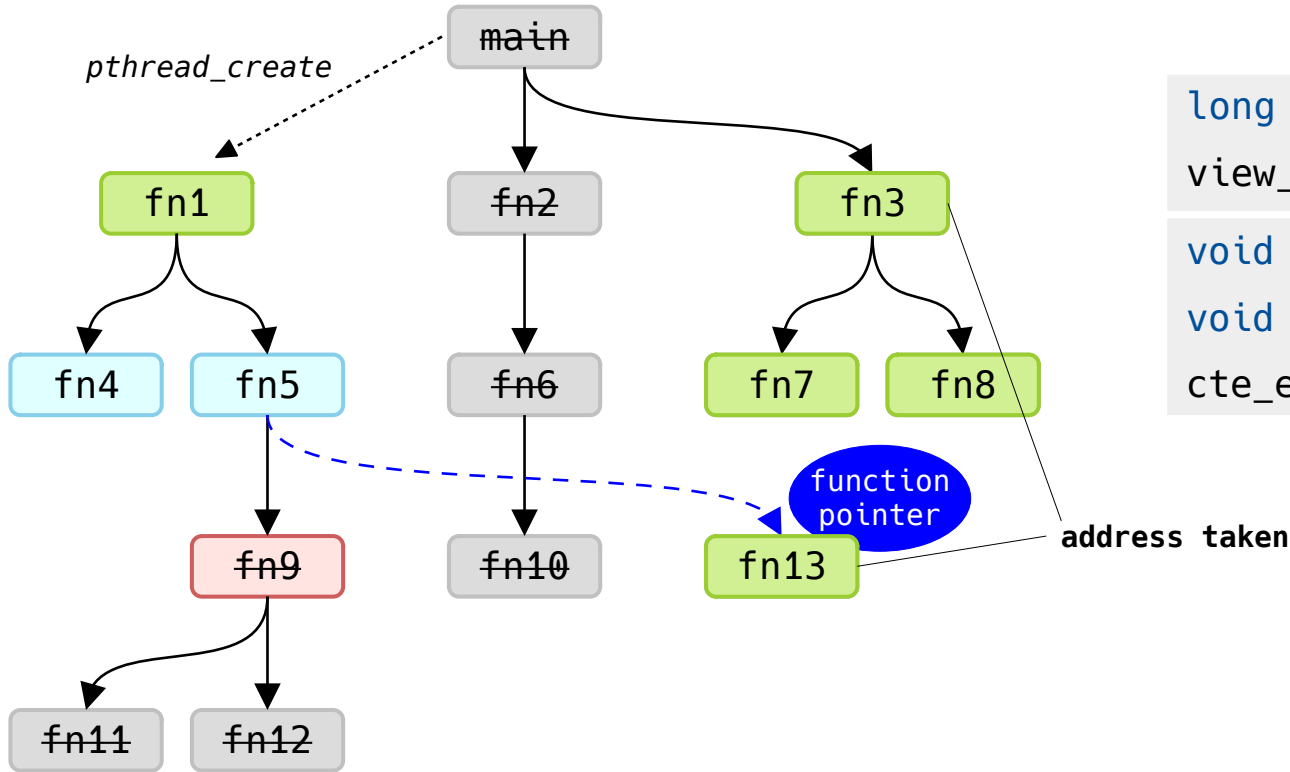 main
pthread_create
long
view_
fn1
fn2
fn3
void
void
fn4
fn5
fn6
fn7
fn8
cte_e
function
pointer
address taken
fn9
fn10
fn13
fn11
fn12